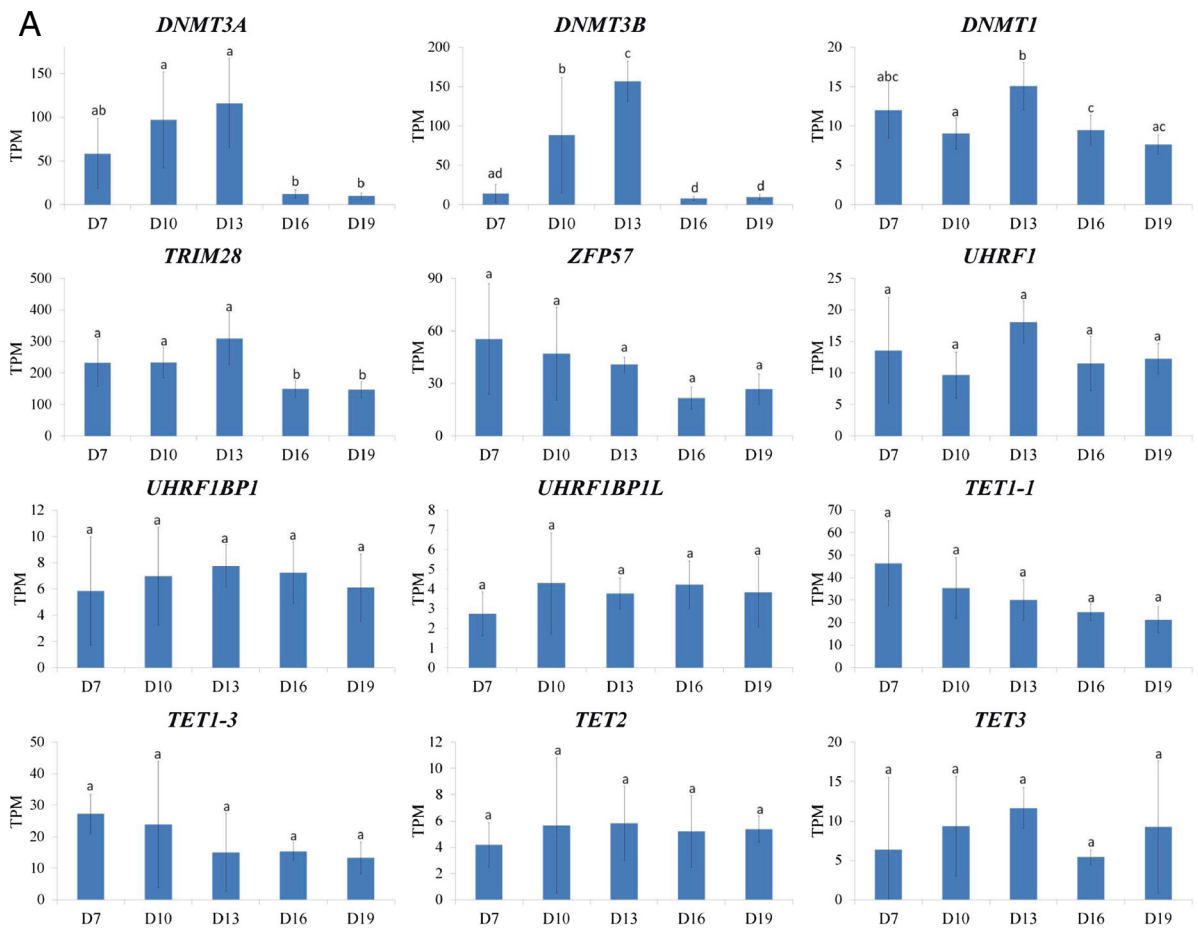 A
DNMT3A
DNMT3B
DNMT1
TPM
150
100
50
0
ab
a
a
b
b
D7 D10 D13 D16 D19
TPM
200
150
100
50
0
ad
b
c
d
d
D7 D10 D13 D16 D19
TPM
20
15
10
5
0
abc
a
b
c
ac
D7 D10 D13 D16 D19
TRIM28
ZFP57
UHRF1
TPM
500
400
300
200
100
0
a
a
a
b
b
D7 D10 D13 D16 D19
TPM
90
60
30
0
a
a
a
a
a
D7 D10 D13 D16 D19
TPM
25
20
15
10
5
0
a
a
a
a
a
D7 D10 D13 D16 D19
UHRF1BP1
UHRF1BP1L
TET1-1
TPM
12
10
8
6
4
2
0
a
a
a
a
a
D7 D10 D13 D16 D19
TPM
8
7
6
5
4
3
2
1
0
a
a
a
a
a
D7 D10 D13 D16 D19
TPM
70
60
50
40
30
20
10
0
a
a
a
a
a
D7 D10 D13 D16 D19
TET1-3
TET2
TET3
TPM
50
40
30
20
10
0
a
a
a
a
a
D7 D10 D13 D16 D19
TPM
12
10
8
6
4
2
0
a
a
a
a
a
D7 D10 D13 D16 D19
TPM
20
15
10
5
0
a
a
a
a
a
D7 D10 D13 D16 D19